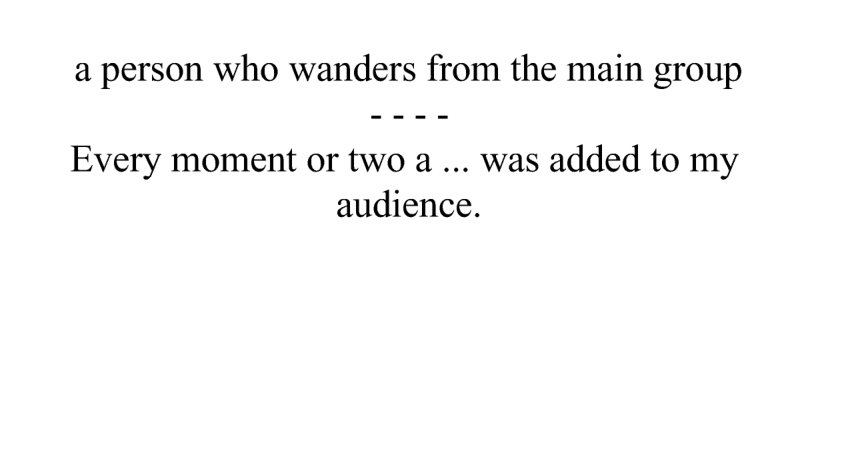 a person who wanders from the main group
- - - -
Every moment or two a ... was added to my
audience.